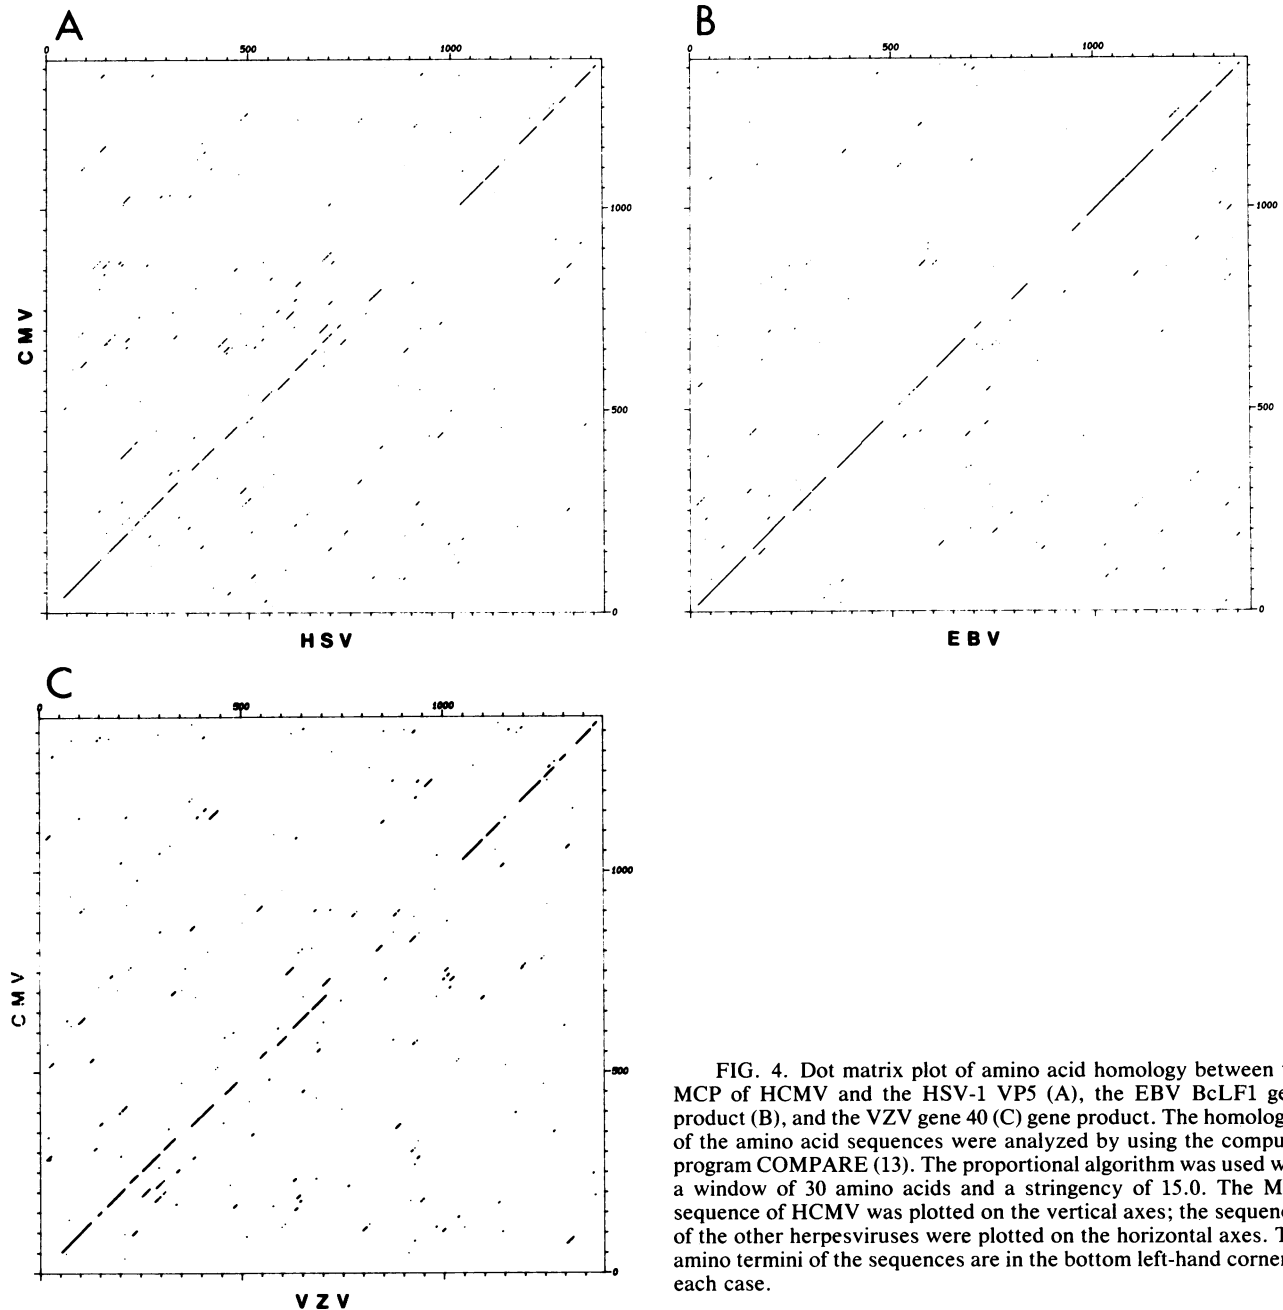 A
0 500 1000
CMV
1000
500
0
HSV
B
0 500 1000
1000
500
0
EBV
C
0 500 1000
CMV
1000
500
0
VZV
FIG. 4. Dot matrix plot of amino acid homology between
MCP of HCMV and the HSV-1 VP5 (A), the EBV BcLF1
product (B), and the VZV gene 40 (C) gene product. The
of the amino acid sequences were analyzed by using the
program COMPARE (13). The proportional algorithm was used
a window of 30 amino acids and a stringency of 15.0. The
sequence of HCMV was plotted on the vertical axes; the
of the other herpesviruses were plotted on the horizontal axes.
amino termini of the sequences are in the bottom left-hand
each case.